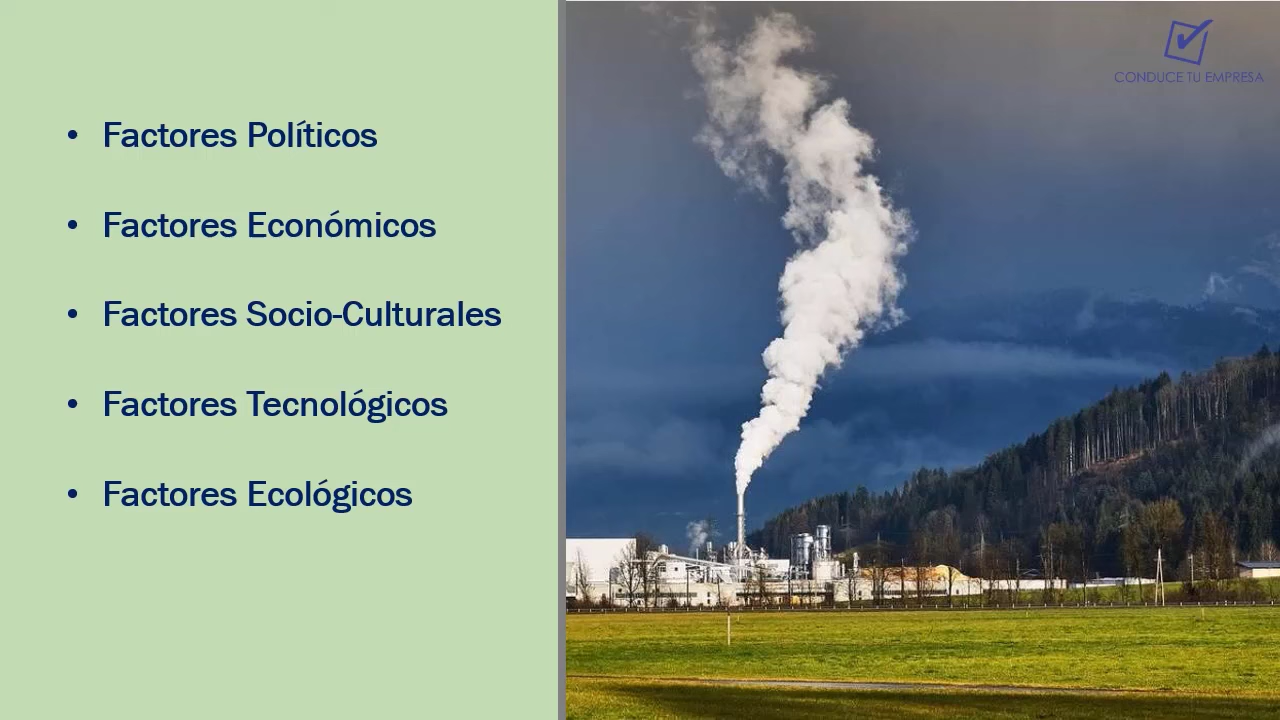 • Factores Políticos
• Factores Económicos
• Factores Socio-Culturales
• Factores Tecnológicos
• Factores Ecológicos
CONDUCE TU EMPRESA